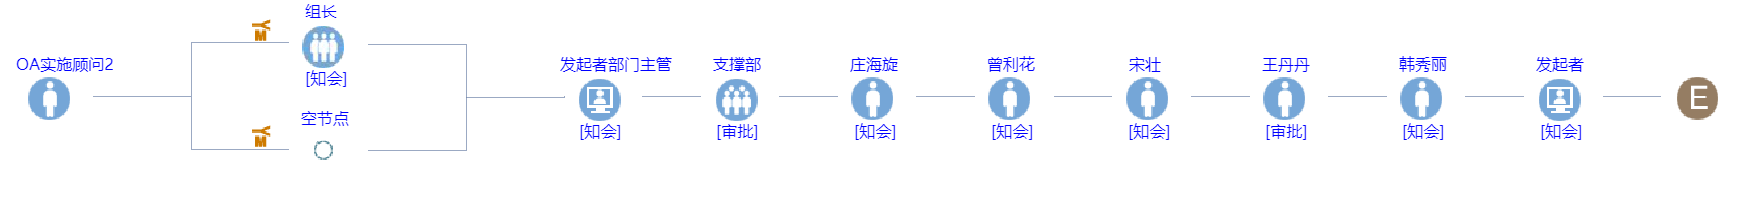 OA实施顾问2
YM
组长
[知会]
YM
空节点
发起者部门主管
[知会]
支撑部
[审批]
庄海旋
[知会]
曾利花
[知会]
宋壮
[知会]
王丹丹
[审批]
韩秀丽
[知会]
发起者
[知会]
E